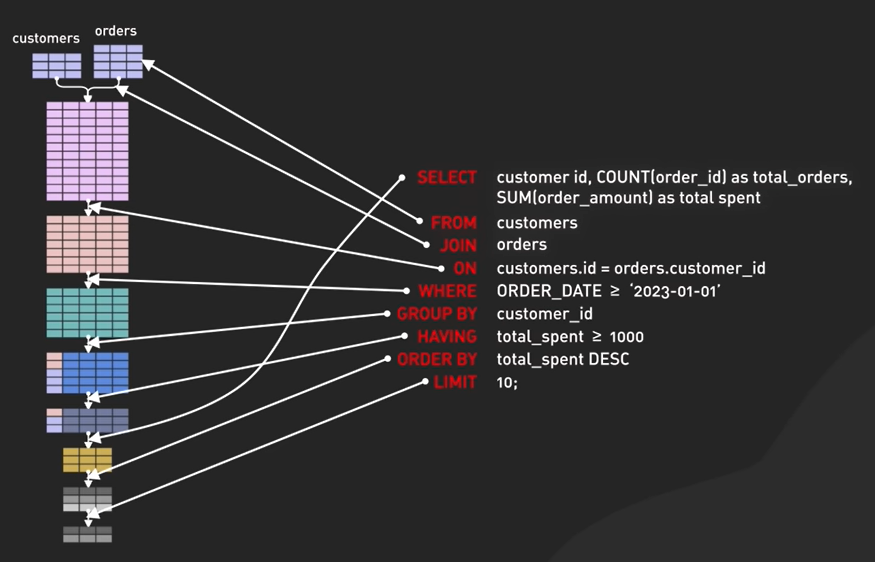 customers
orders
SELECT customer id, COUNT(order_id) as total_orders,
SUM(order_amount) as total spent
FROM customers
JOIN orders
ON customers.id = orders.customer_id
WHERE ORDER_DATE ≥ ‘2023-01-01’
GROUP BY customer_id
HAVING total_spent ≥ 1000
ORDER BY total_spent DESC
LIMIT 10;